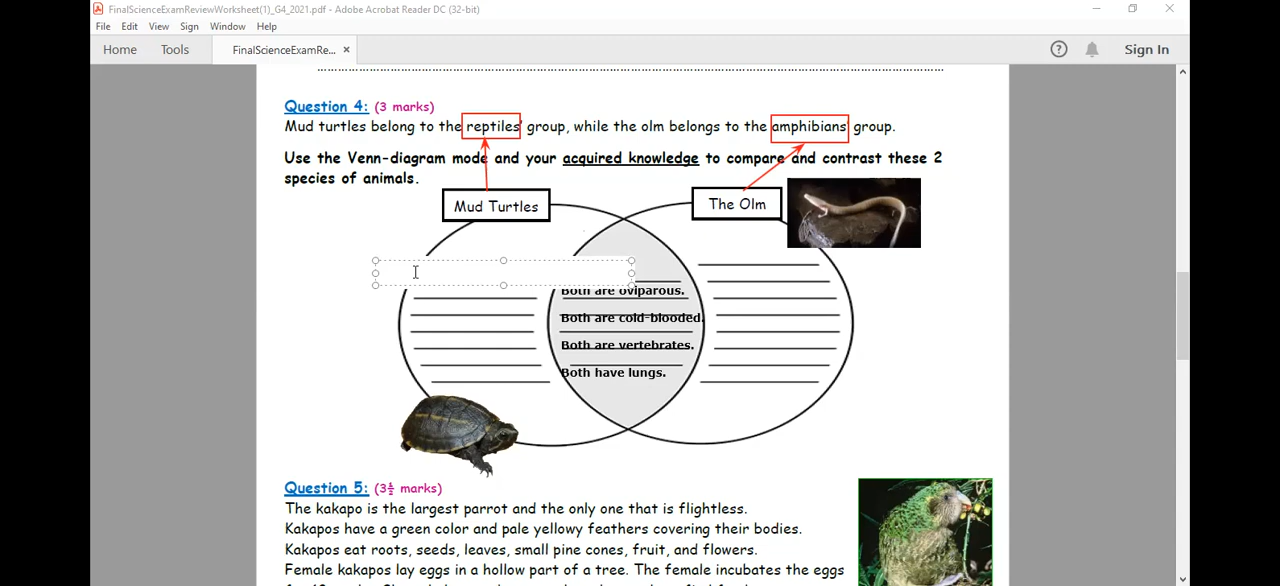 FinalScienceExamReviewWorksheet(1)_G4_2021.pdf - Adobe Acrobat Reader DC (32-bit)
File Edit View Sign Window Help
Home Tools FinalScienceExamRe... × Sign In
Question 4: (3 marks)
Mud turtles belong to the reptiles' group, while the olm belongs to the amphibians' group.
Use the Venn-diagram mode and your acquired knowledge to compare and contrast these 2
species of animals.
Mud Turtles
The Olm
Both are oviparous.
Both are cold-blooded.
Both are vertebrates.
Both have lungs.
Question 5: (3½ marks)
The kakapo is the largest parrot and the only one that is flightless.
Kakapos have a green color and pale yellowy feathers covering their bodies.
Kakapos eat roots, seeds, leaves, small pine cones, fruit, and flowers.
Female kakapos lay eggs in a hollow part of a tree. The female incubates the eggs